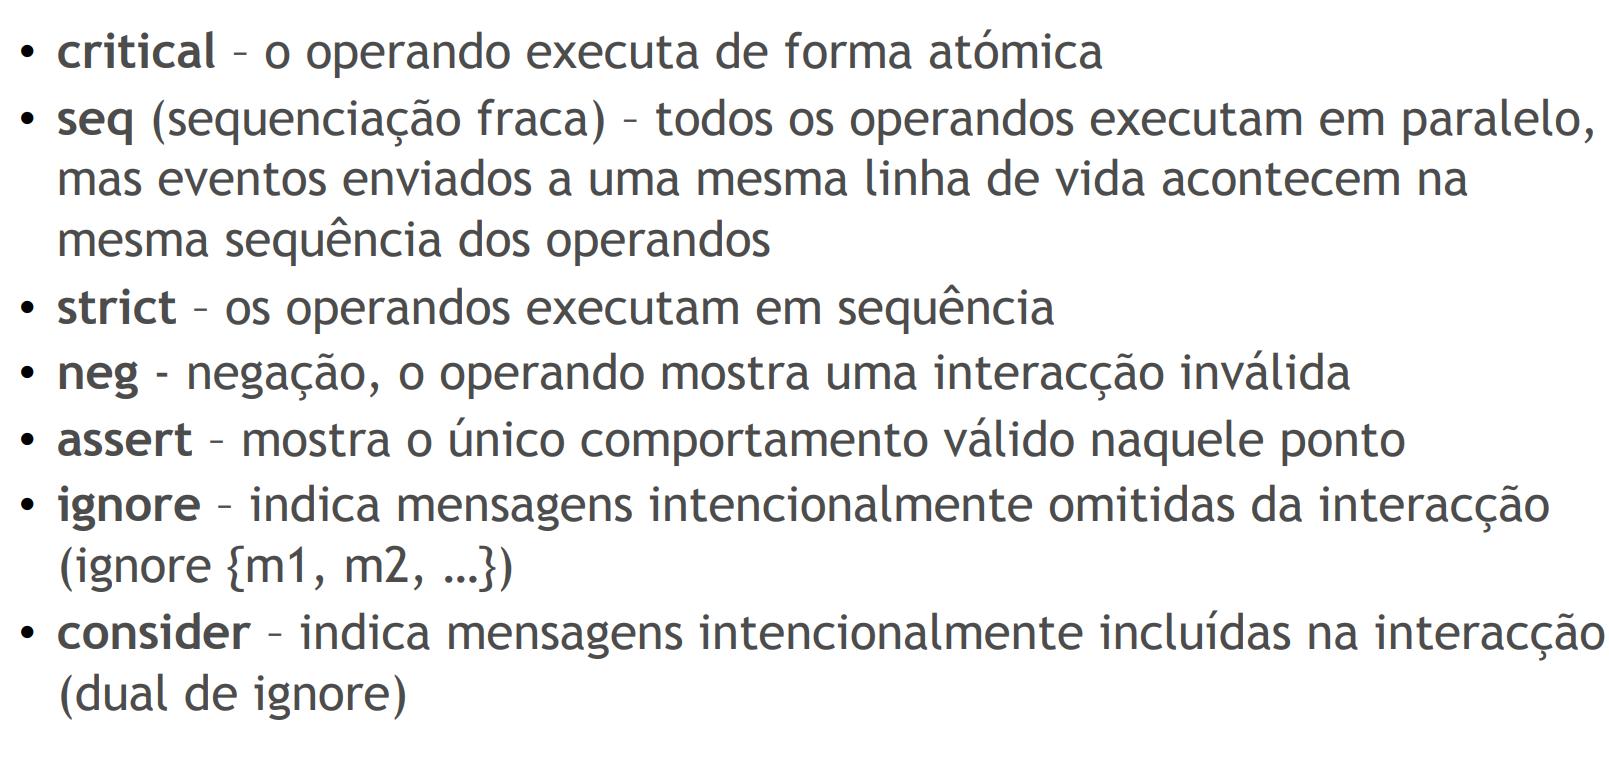 • critical – o operando executa de forma atómica
• seq (sequenciação fraca) – todos os operandos executam em paralelo,
mas eventos enviados a uma mesma linha de vida acontecem na
mesma sequência dos operandos
• strict – os operandos executam em sequência
• neg - negação, o operando mostra uma interacção inválida
• assert – mostra o único comportamento válido naquele ponto
• ignore – indica mensagens intencionalmente omitidas da interacção
(ignore {m1, m2, …})
• consider – indica mensagens intencionalmente incluídas na interacção
(dual de ignore)